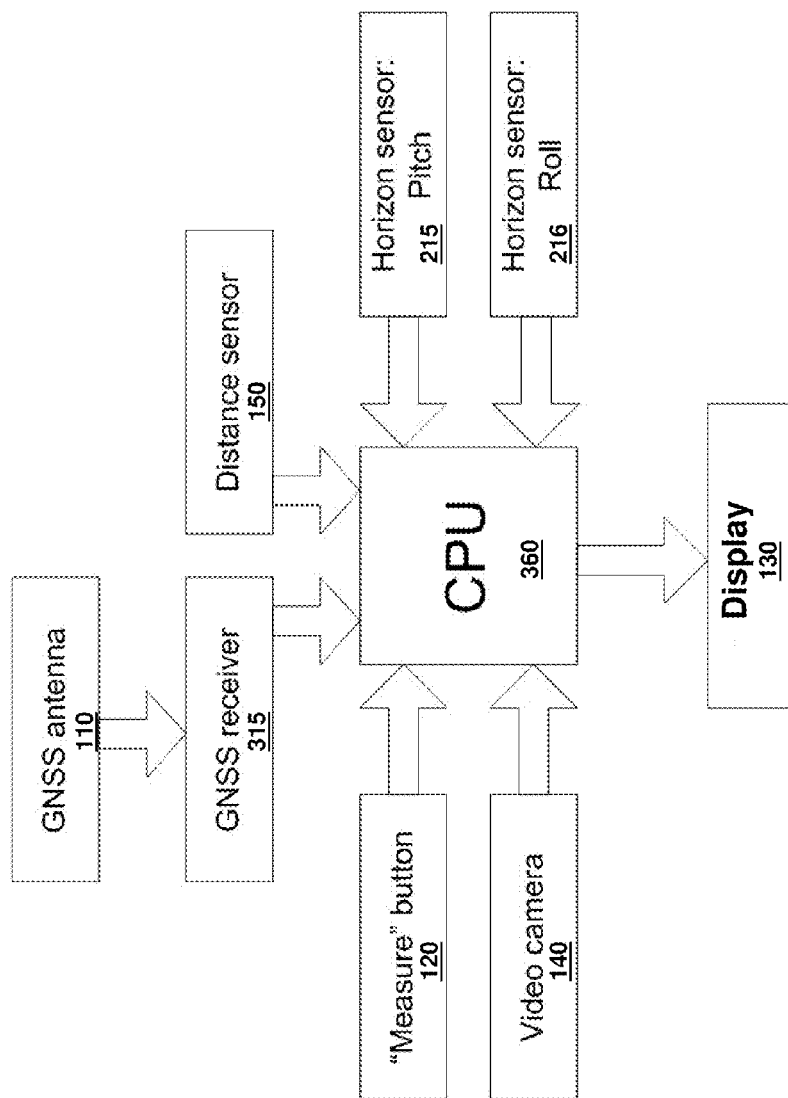 GNSS antenna
110
GNSS receiver
315
Distance sensor
150
"Measure" button
120
Video camera
140
CPU
360
Horizon sensor:
Pitch
215
Horizon sensor:
Roll
216
Display
130